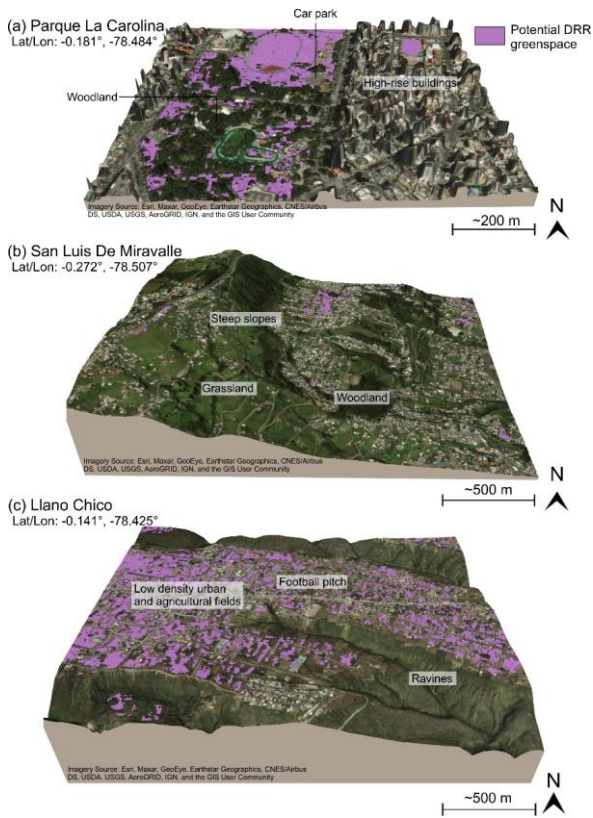 (a) Parque La Carolina
Lat/Lon: -0.181°, -78.484°
Car park
Potential DRR
greenspace
Woodland
High-rise buildings
Imagery Source: Esri, Maxar, GeoEye, Earthstar Geographics, CNES/Airbus
DS, USDA, USGS, AeroGRID, IGN, and the GIS User Community
N
~200 m
(b) San Luis De Miravalle
Lat/Lon: -0.272°, -78.507°
Steep slopes
Grassland
Woodland
Imagery Source: Esri, Maxar, GeoEye, Earthstar Geographics, CNES/Airbus
DS, USDA, USGS, AeroGRID, IGN, and the GIS User Community
N
~500 m
(c) Llano Chico
Lat/Lon: -0.141°, -78.425°
Low density urban
and agricultural fields
Football pitch
Ravines
Imagery Source: Esri, Maxar, GeoEye, Earthstar Geographics, CNES/Airbus
DS, USDA, USGS, AeroGRID, IGN, and the GIS User Community
N
~500 m